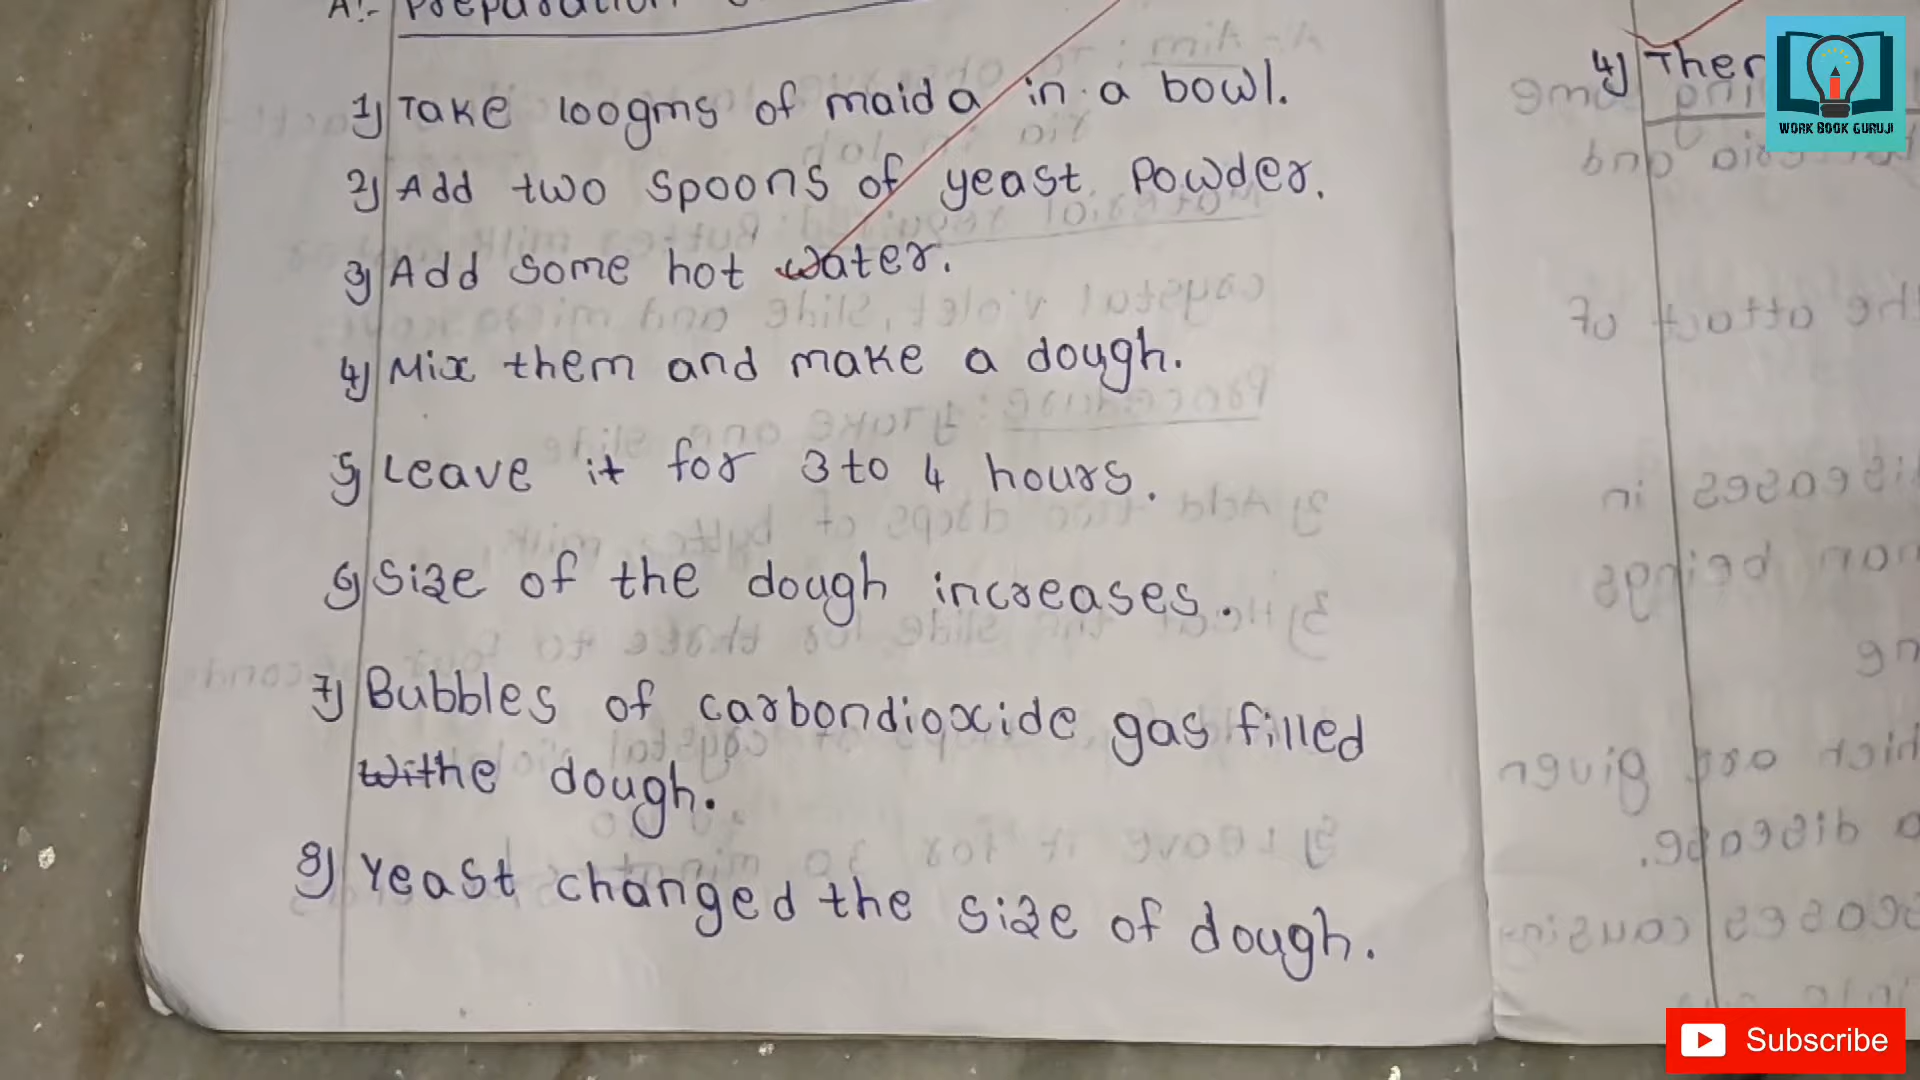 A:- Preparation
1) Take 100gms of maida in a bowl.
2) Add two spoons of yeast powder.
3) Add some hot water.
4) Mix them and make a dough.
5) Leave it for 3 to 4 hours.
6) Size of the dough increases.
7) Bubbles of carbondioxide gas filled
withe dough.
8) Yeast changed the size of dough.
4)
WORK BOOK GURUJI
Subscribe